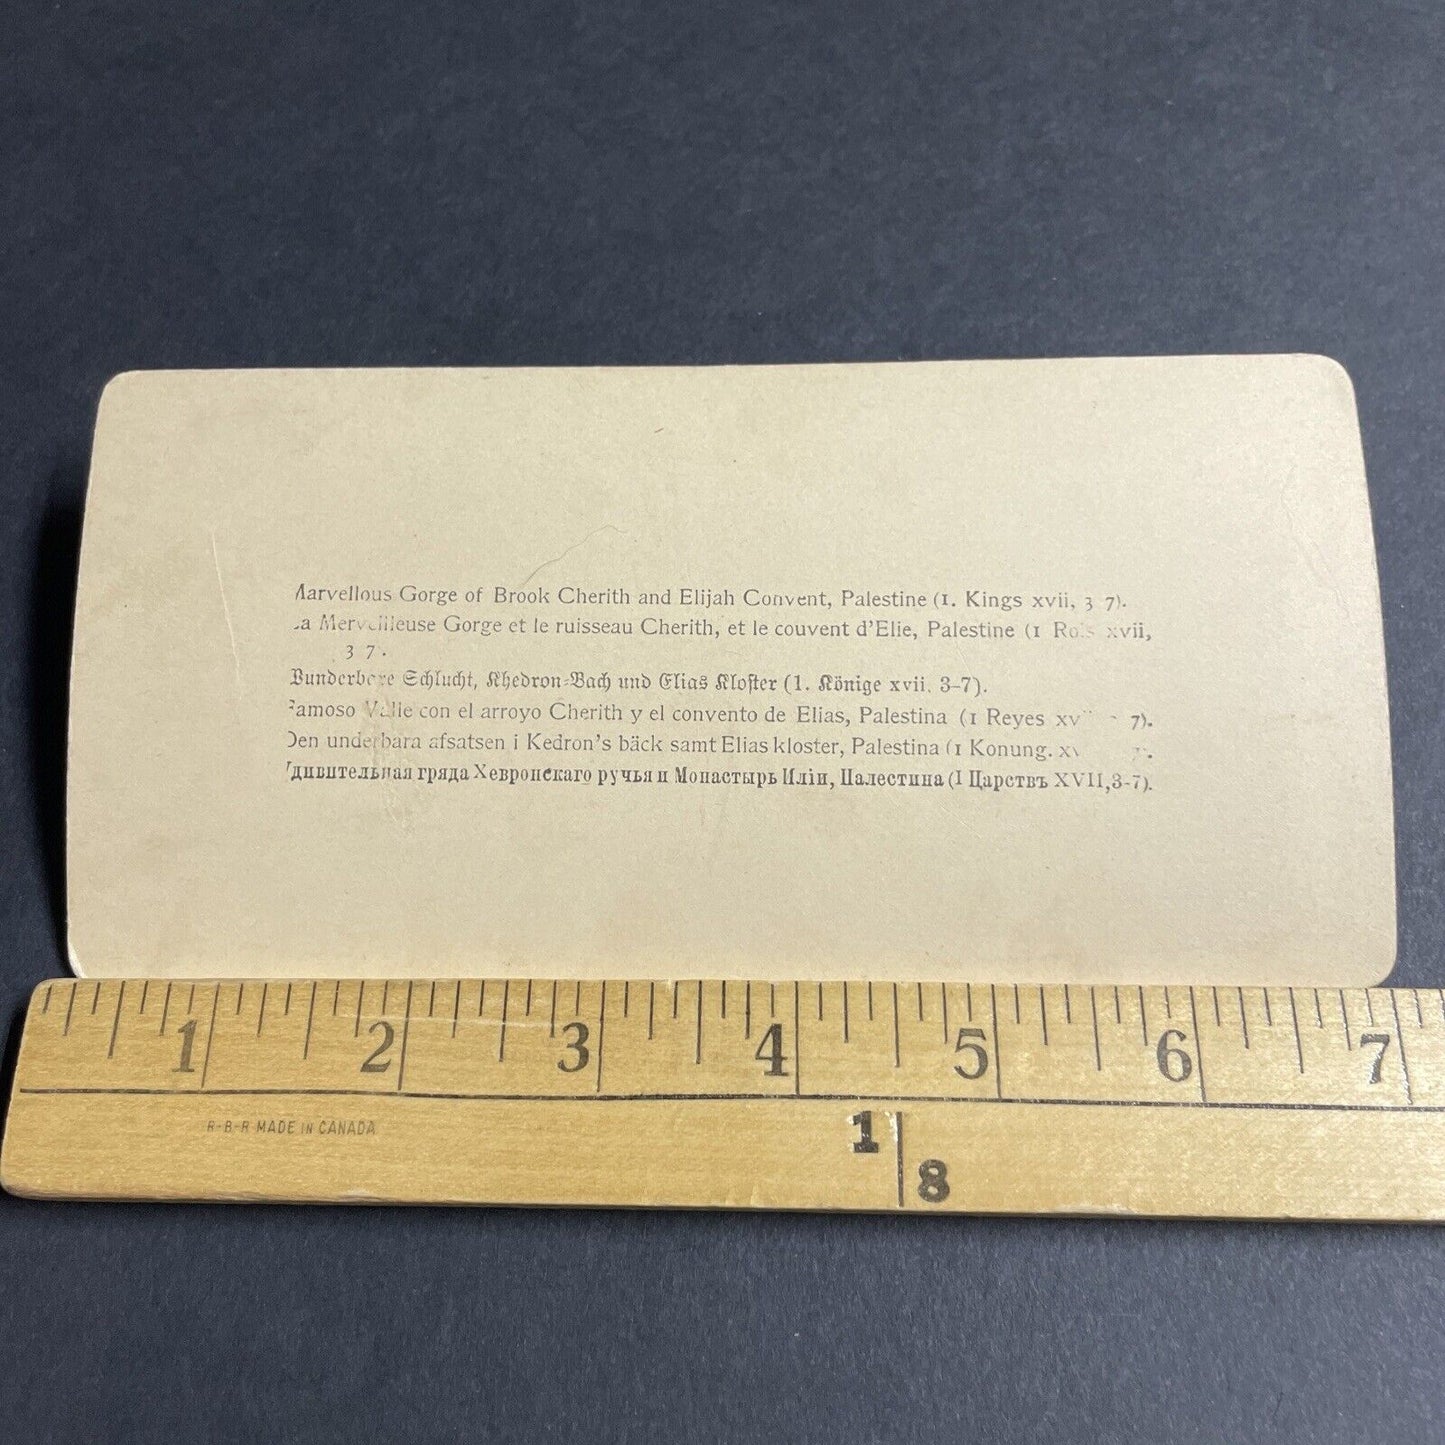 Marvellous Gorge of Brook Cherith and Elijah Convent, Palestine (1. Kings xvii, 3 7).
La Merveilleuse Gorge et le ruisseau Cherith, et le couvent d'Elie, Palestine (1 Rois xvii,
3 7.
Wunderbare Schlucht, Khedron-Bach und Elias Kloster (1. Könige xvii. 3-7).
Famoso Valle con el arroyo Cherith y el convento de Elias, Palestina (1 Reyes 7).
Den underbara afsatsen i Kedron's bäck samt Elias kloster, Palestina (1 Konung.
Удивительная гряда Хевронскаго ручья и Монастырь Иліи, Палестина (I Царствъ XVII, 3-7).
1 2 3 4 5 6 7
R-B-R MADE IN CANADA
1
8